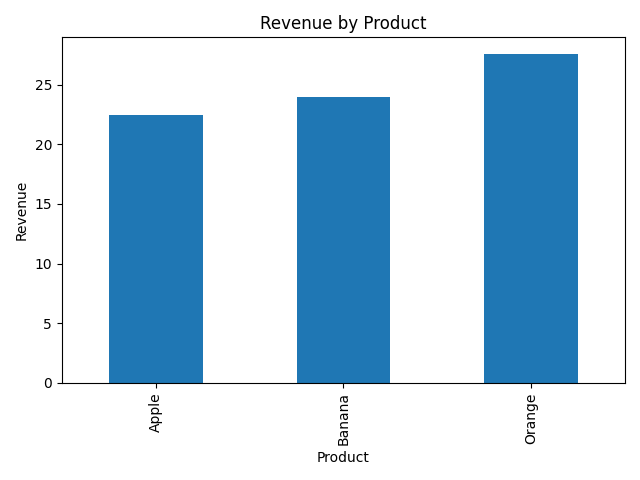 Revenue by Product
Revenue
25
20
15
10
5
0
Apple
Banana
Orange
Product